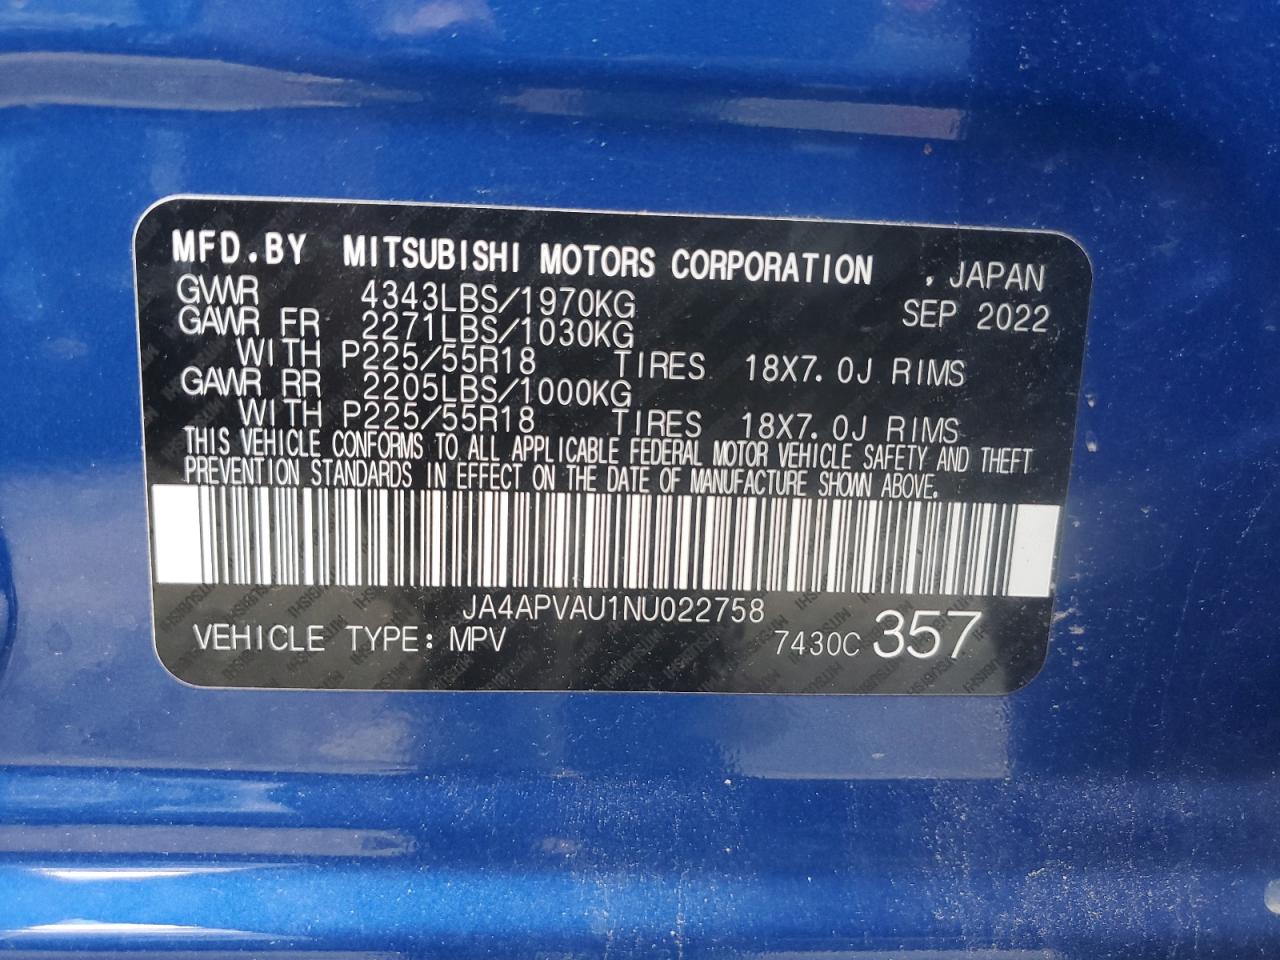 MFD.BY MITSUBISHI MOTORS CORPORATION , JAPAN
GWWR 4343LBS/1970KG SEP 2022
GAWR FR 2271LBS/1030KG
WITH P225/55R18 TIRES 18X7.0J RIMS
GAWR RR 2205LBS/1000KG
WITH P225/55R18 TIRES 18X7.0J RIMS
THIS VEHICLE CONFORMS TO ALL APPLICABLE FEDERAL MOTOR VEHICLE SAFETY AND THEFT
PREVENTION STANDARDS IN EFFECT ON THE DATE OF MANUFACTURE SHOWN ABOVE.
JA4APVAU1NU022758
VEHICLE TYPE: MPV 7430C 357